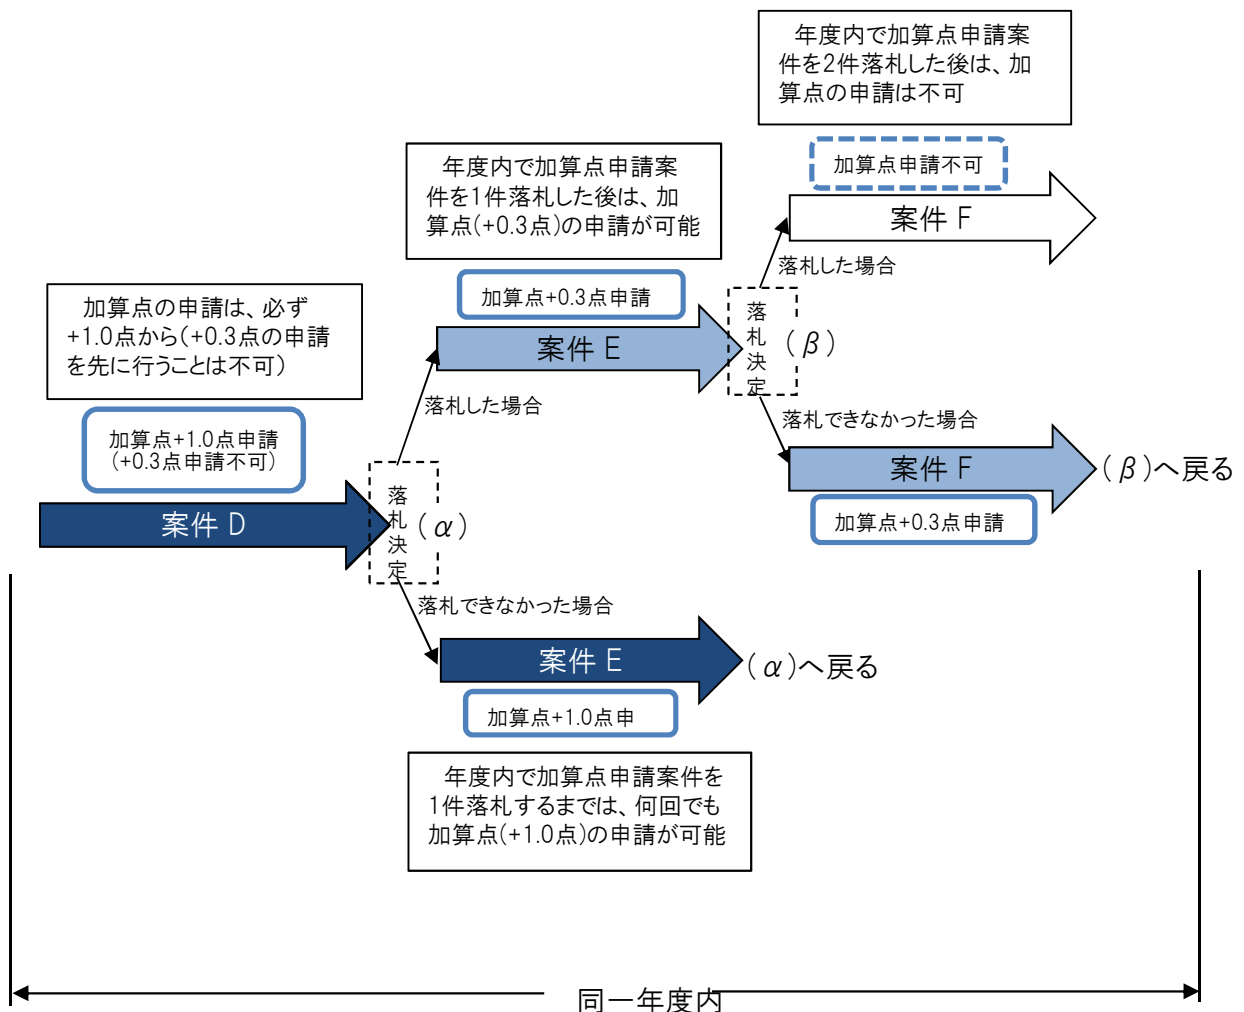 年度内で加算点申請案
件を2件落札した後は、加
算点の申請は不可
加算点申請不可
案件 F
落札した場合
年度内で加算点申請案
件を1件落札した後は、加
算点(+0.3点)の申請が可能
加算点+0.3点申請
案件 E
落札決定
(β)
落札できなかった場合
案件 F
(β)へ戻る
加算点+0.3点申請
加算点の申請は、必ず
+1.0点から(+0.3点の申請
を先に行うことは不可)
加算点+1.0点申請
(+0.3点申請不可)
案件 D
落札した場合
落札決定
(α)
落札できなかった場合
案件 E
(α)へ戻る
加算点+1.0点申
年度内で加算点申請案件を
1件落札するまでは、何回でも
加算点(+1.0点)の申請が可能
同一年度内